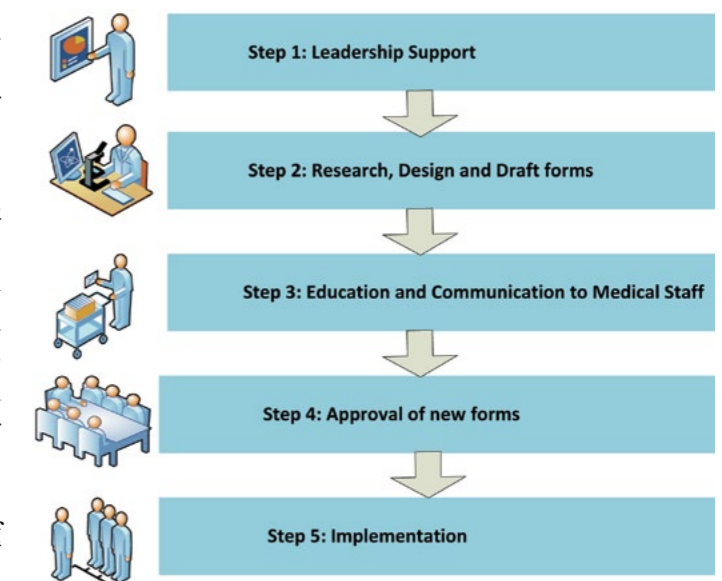 Step 1: Leadership Support
Step 2: Research, Design and Draft forms
Step 3: Education and Communication to Medical Staff
Step 4: Approval of new forms
Step 5: Implementation